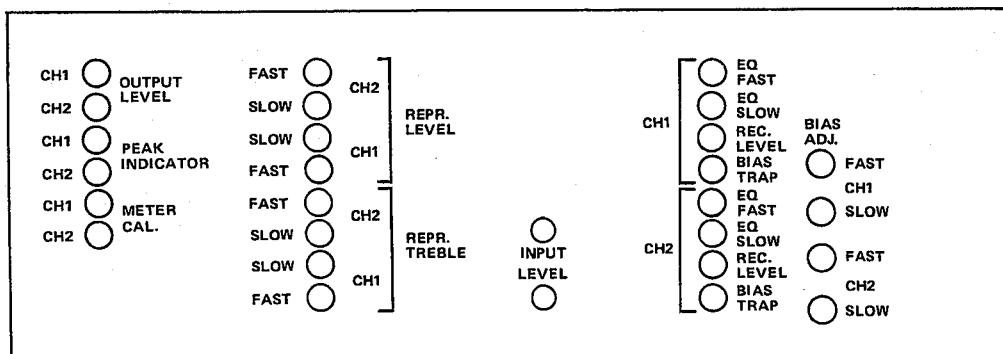 CH1
OUTPUT
LEVEL
CH2
CH1
PEAK
INDICATOR
CH2
CH1
METER
CAL.
CH2
FAST
CH2
SLOW
REPR.
LEVEL
SLOW
CH1
FAST
FAST
CH2
SLOW
REPR.
TREBLE
SLOW
CH1
FAST
INPUT
LEVEL
CH1
EQ
FAST
EQ
SLOW
REC.
LEVEL
BIAS
TRAP
CH2
EQ
FAST
EQ
SLOW
REC.
LEVEL
BIAS
TRAP
BIAS
ADJ.
FAST
CH1
SLOW
FAST
CH2
SLOW